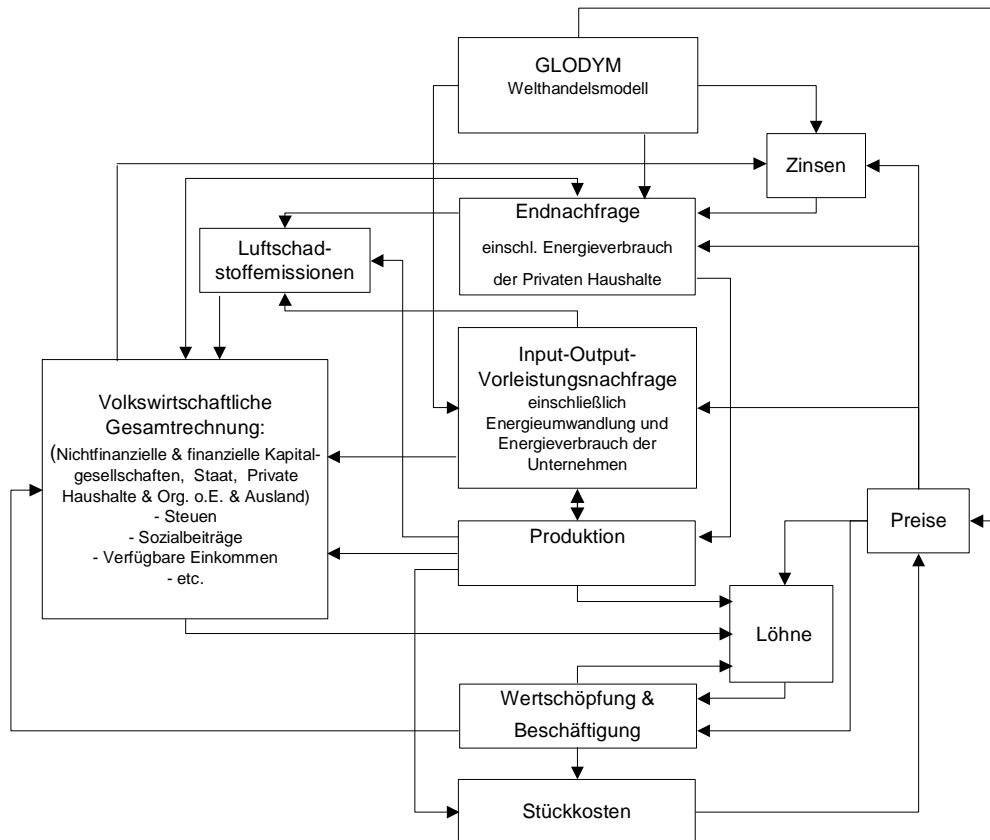 GLODYM
Welthandelsmodell
Zinsen
Endnachfrage
einschl. Energieverbrauch
der Privaten Haushalte
Luftschad-
stoffemissionen
Input-Output-
Vorleistungsnachfrage
einschließlich
Energieumwandlung und
Energieverbrauch der
Unternehmen
Volkswirtschaftliche
Gesamtrechnung:
(Nichtfinanzielle & finanzielle Kapital-
gesellschaften, Staat, Private
Haushalte & Org. o.E. & Ausland)
- Steuen
- Sozialbeiträge
- Verfügbare Einkommen
- etc.
Preise
Produktion
Löhne
Wertschöpfung &
Beschäftigung
Stückkosten